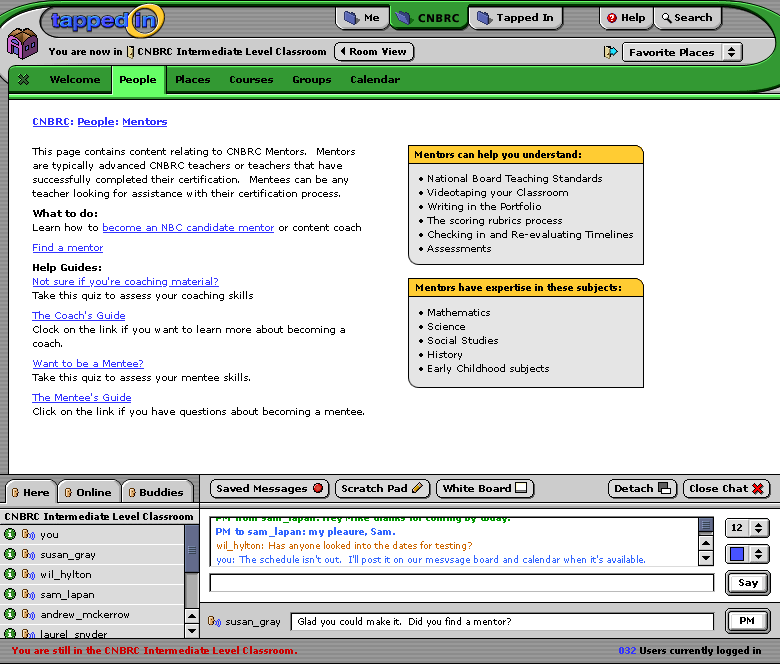 tapped in
Me
CNBRC
Tapped In
Help
Search
You are now in CNBRC Intermediate Level Classroom
Room View
Favorite Places
Welcome
People
Places
Courses
Groups
Calendar
CNBRC: People: Mentors
This page contains content relating to CNBRC Mentors. Mentors
are typically advanced CNBRC teachers or teachers that have
successfully completed their certification. Mentees can be any
teacher looking for assistance with their certification process.
What to do:
Learn how to become an NBC candidate mentor or content coach
Find a mentor
Help Guides:
Not sure if you're coaching material?
Take this quiz to assess your coaching skills
The Coach's Guide
Clock on the link if you want to learn more about becoming a
coach.
Want to be a Mentee?
Take this quiz to assess your mentee skills.
The Mentee's Guide
Click on the link if you have questions about becoming a mentee.
Mentors can help you understand:
• National Board Teaching Standards
• Videotaping your Classroom
• Writing in the Portfolio
• The scoring rubrics process
• Checking in and Re-evaluating Timelines
• Assessments
Mentors have expertise in these subjects:
• Mathematics
• Science
• Social Studies
• History
• Early Childhood subjects
Here
Online
Buddies
Saved Messages
Scratch Pad
White Board
Detach
Close Chat
CNBRC Intermediate Level Classroom
you
susan_gray
wil_hylton
sam_lapan
andrew_mckerrow
laurel_snyder
PM from sam_lapan: Hey Mike thanks for coming by today.
PM to sam_lapan: my pleaure, Sam.
wil_hylton: Has anyone looked into the dates for testing?
you: The schedule isn't out. I'll post it on our mesvsage board and calendar when it's available.
12
Say
susan_gray
Glad you could make it. Did you find a mentor?
PM
You are still in the CNBRC Intermediate Level Classroom.
032 Users currently logged in